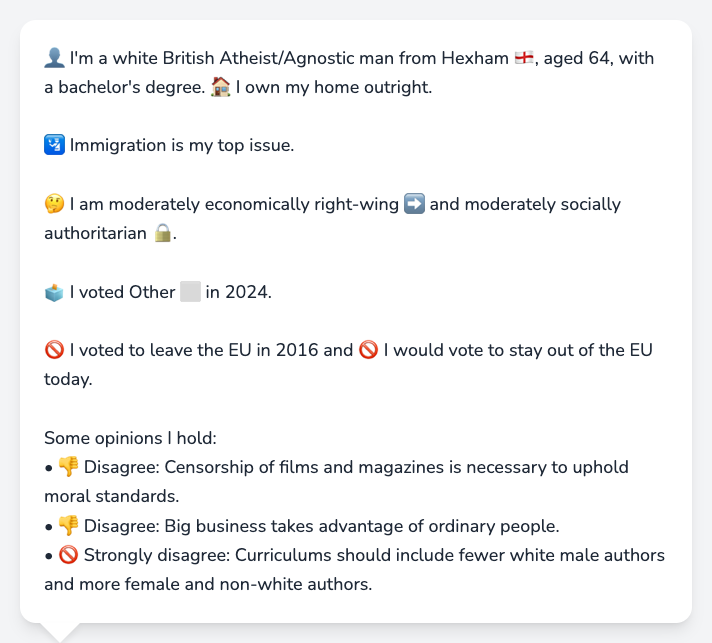 👤 I'm a white British Atheist/Agnostic man from Hexham 🏴󠁧󠁢󠁥󠁮󠁧󠁿, aged 64, with
a bachelor's degree. 🏠 I own my home outright.
🛂 Immigration is my top issue.
🤔 I am moderately economically right-wing ➡️ and moderately socially
authoritarian 🔒.
🗳️ I voted Other ⬜ in 2024.
🚫 I voted to leave the EU in 2016 and 🚫 I would vote to stay out of the EU
today.
Some opinions I hold:
• 👎 Disagree: Censorship of films and magazines is necessary to uphold
moral standards.
• 👎 Disagree: Big business takes advantage of ordinary people.
• 🚫 Strongly disagree: Curriculums should include fewer white male authors
and more female and non-white authors.